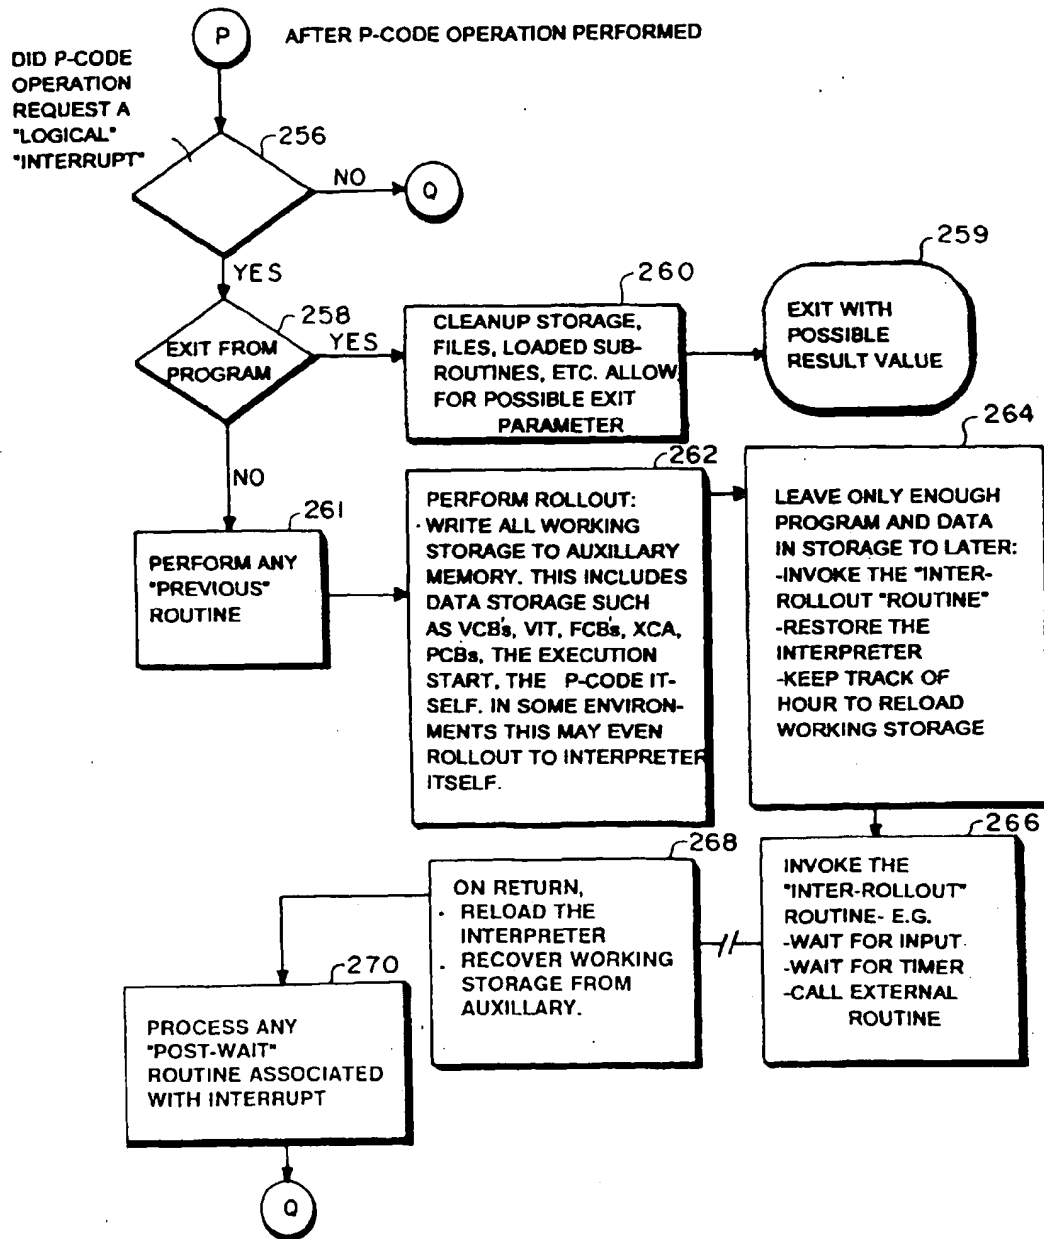 P
AFTER P-CODE OPERATION PERFORMED
DID P-CODE
OPERATION
REQUEST A
"LOGICAL"
"INTERRUPT"
256
NO
Q
YES
258
EXIT FROM
PROGRAM
YES
260
CLEANUP STORAGE,
FILES, LOADED SUB-
ROUTINES, ETC. ALLOW
FOR POSSIBLE EXIT
PARAMETER
259
EXIT WITH
POSSIBLE
RESULT VALUE
NO
261
PERFORM ANY
"PREVIOUS"
ROUTINE
262
PERFORM ROLLOUT:
· WRITE ALL WORKING
STORAGE TO AUXILLARY
MEMORY. THIS INCLUDES
DATA STORAGE SUCH
AS VCB's, VIT, FCB's, XCA,
PCBs, THE EXECUTION
START, THE P-CODE IT-
SELF. IN SOME ENVIRON-
MENTS THIS MAY EVEN
ROLLOUT TO INTERPRETER
ITSELF.
264
LEAVE ONLY ENOUGH
PROGRAM AND DATA
IN STORAGE TO LATER:
-INVOKE THE "INTER-
ROLLOUT "ROUTINE"
-RESTORE THE
INTERPRETER
-KEEP TRACK OF
HOUR TO RELOAD
WORKING STORAGE
266
INVOKE THE
"INTER-ROLLOUT"
ROUTINE- E.G.
-WAIT FOR INPUT
-WAIT FOR TIMER
-CALL EXTERNAL
ROUTINE
268
ON RETURN,
· RELOAD THE
INTERPRETER
· RECOVER WORKING
STORAGE FROM
AUXILLARY.
270
PROCESS ANY
"POST-WAIT"
ROUTINE ASSOCIATED
WITH INTERRUPT
Q